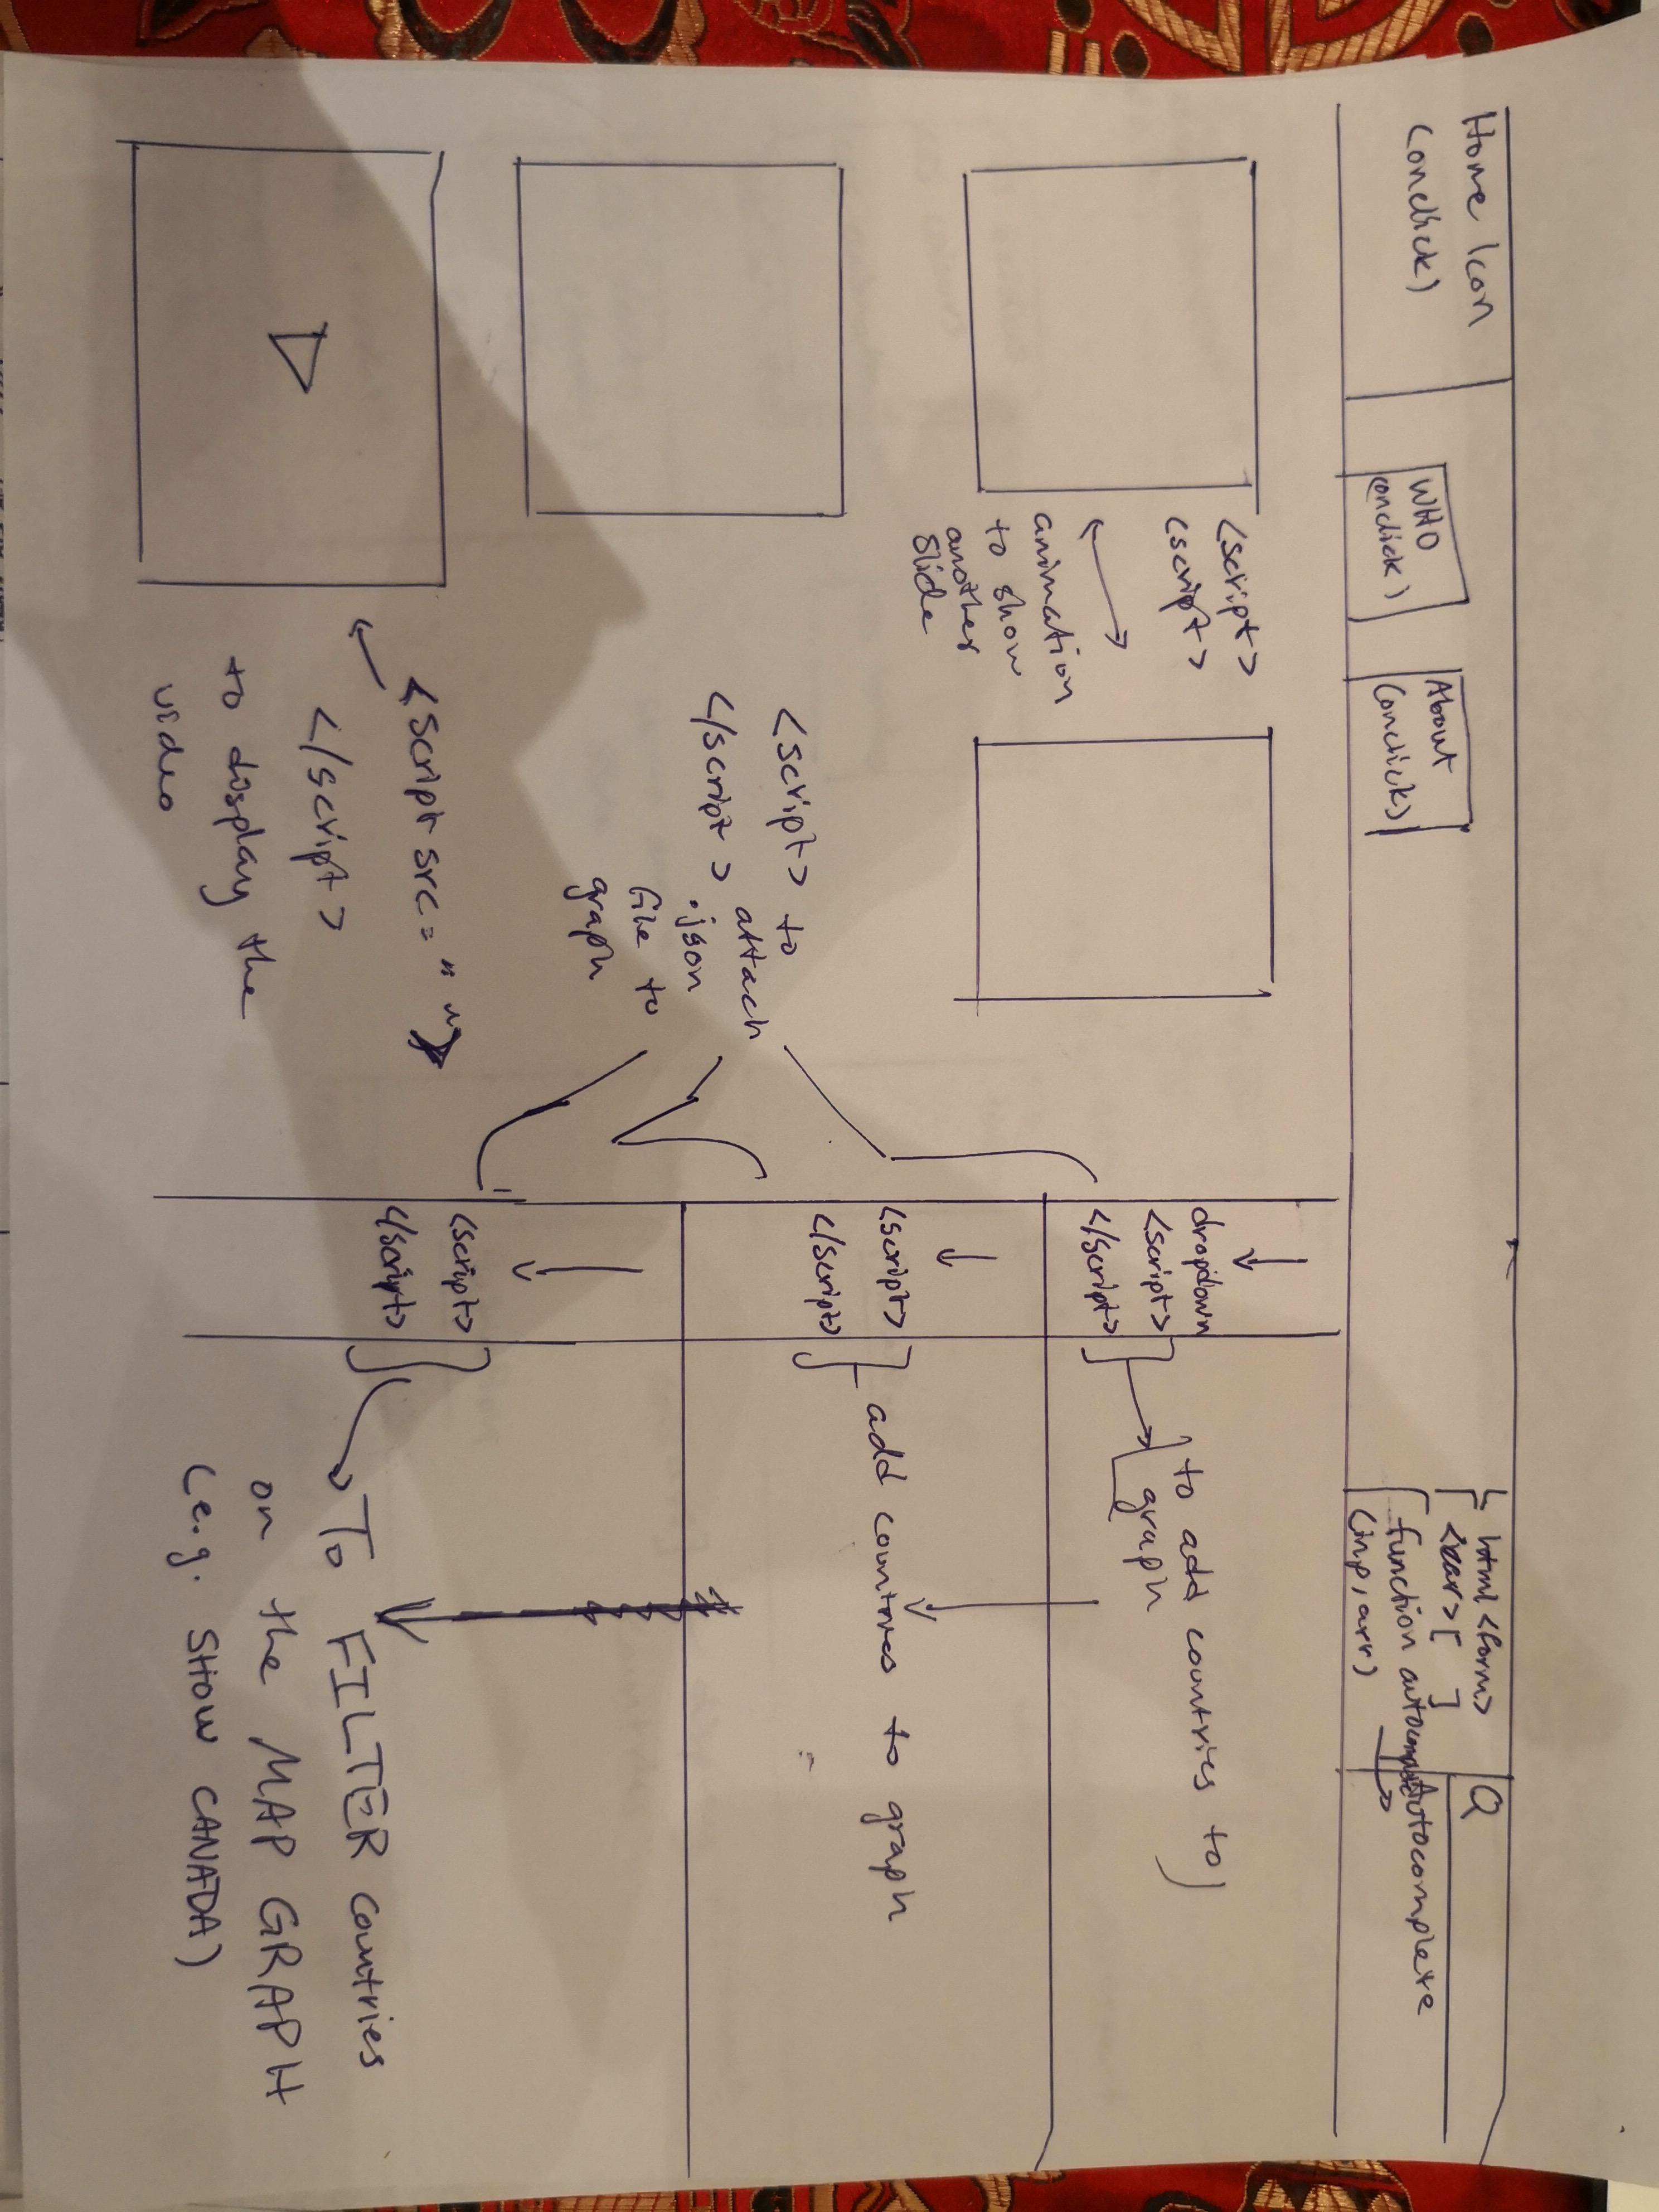 Home Icon
(onclick)
WHO
(onclick)
About
(onclick)
html <form>
<var> [ ]
function autocomplete
(inp, arr)
Autocomplete
<script>
<script>
animation
to show
another
slide
dropdown
<script>
</script>
to add countries to
graph
<script> to
</script> attach
.json
file to
graph
<script>
</script>
add countries to graph
<script src = " ">
</script>
to display the
video
<script>
</script>
To FILTER countries
on the MAP GRAPH
(e.g. SHOW CANADA)